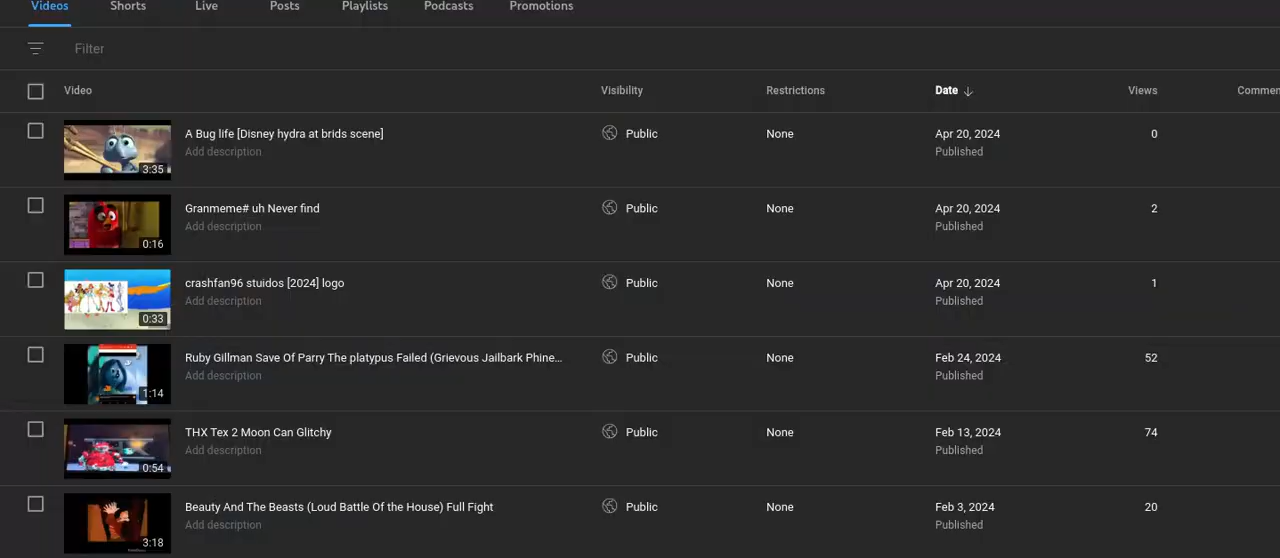 Videos Shorts Live Posts Playlists Podcasts Promotions
Filter
Video Visibility Restrictions Date Views Commen
A Bug life [Disney hydra at brids scene] Public None Apr 20, 2024 0
3:35 Add description Published
Granmeme# uh Never find Public None Apr 20, 2024 2
0:16 Add description Published
crashfan96 stuidos [2024] logo Public None Apr 20, 2024 1
0:33 Add description Published
Ruby Gillman Save Of Parry The platypus Failed (Grievous Jailbark Phine... Public None Feb 24, 2024 52
1:14 Add description Published
THX Tex 2 Moon Can Glitchy Public None Feb 13, 2024 74
0:54 Add description Published
Beauty And The Beasts (Loud Battle Of the House) Full Fight Public None Feb 3, 2024 20
3:18 Add description Published